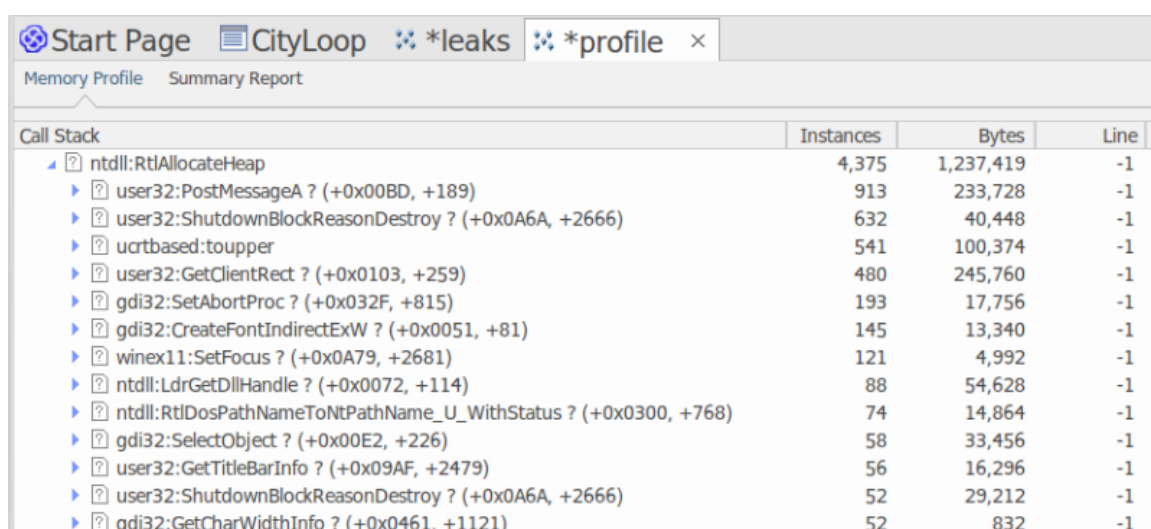 Start Page CityLoop *leaks *profile ×
Memory Profile Summary Report
Call Stack Instances Bytes Line
ntdll:RtlAllocateHeap 4,375 1,237,419 -1
user32:PostMessageA ? (+0x00BD, +189) 913 233,728 -1
user32:ShutdownBlockReasonDestroy ? (+0x0A6A, +2666) 632 40,448 -1
ucrtbased:toupper 541 100,374 -1
user32:GetClientRect ? (+0x0103, +259) 480 245,760 -1
gdi32:SetAbortProc ? (+0x032F, +815) 193 17,756 -1
gdi32:CreateFontIndirectExW ? (+0x0051, +81) 145 13,340 -1
winex11:SetFocus ? (+0x0A79, +2681) 121 4,992 -1
ntdll:LdrGetDllHandle ? (+0x0072, +114) 88 54,628 -1
ntdll:RtlDosPathNameToNtPathName_U_WithStatus ? (+0x0300, +768) 74 14,864 -1
gdi32:SelectObject ? (+0x00E2, +226) 58 33,456 -1
user32:GetTitleBarInfo ? (+0x09AF, +2479) 56 16,296 -1
user32:ShutdownBlockReasonDestroy ? (+0x0A6A, +2666) 52 29,212 -1
gdi32:GetCharWidthInfo ? (+0x0461, +1121) 52 832 -1